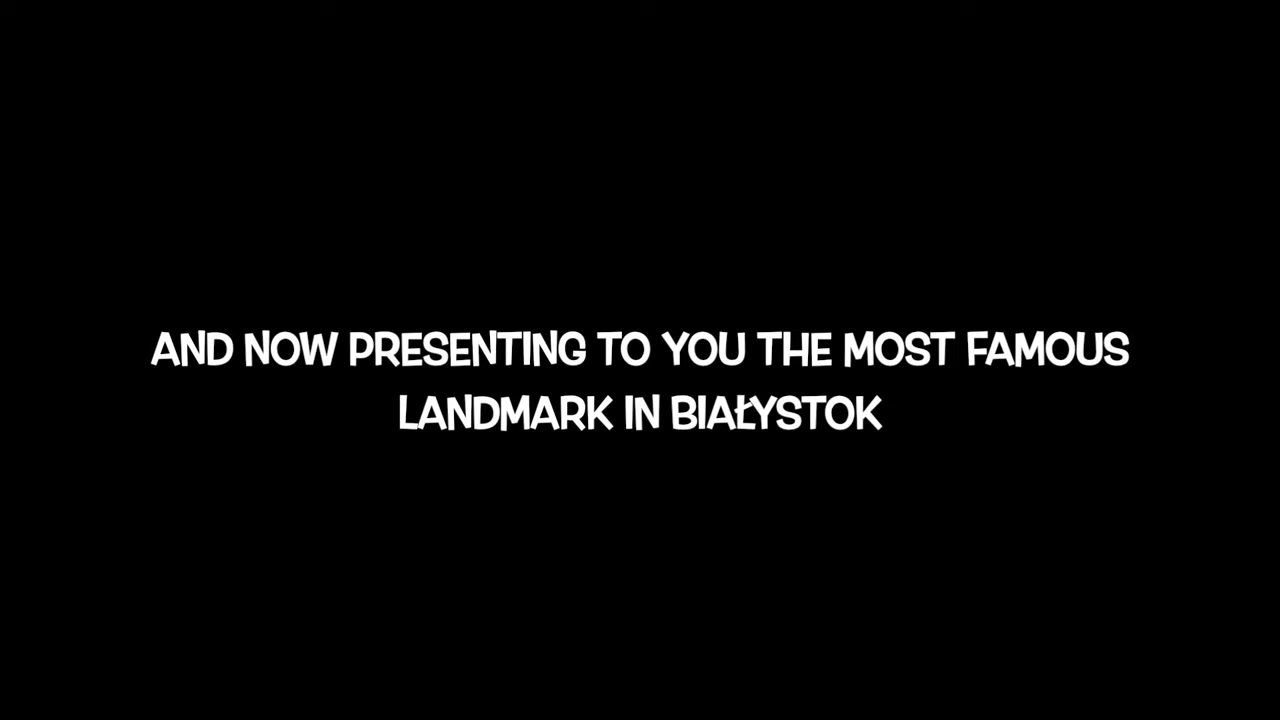 AND NOW PRESENTING TO YOU THE MOST FAMOUS
LANDMARK IN BIAŁYSTOK